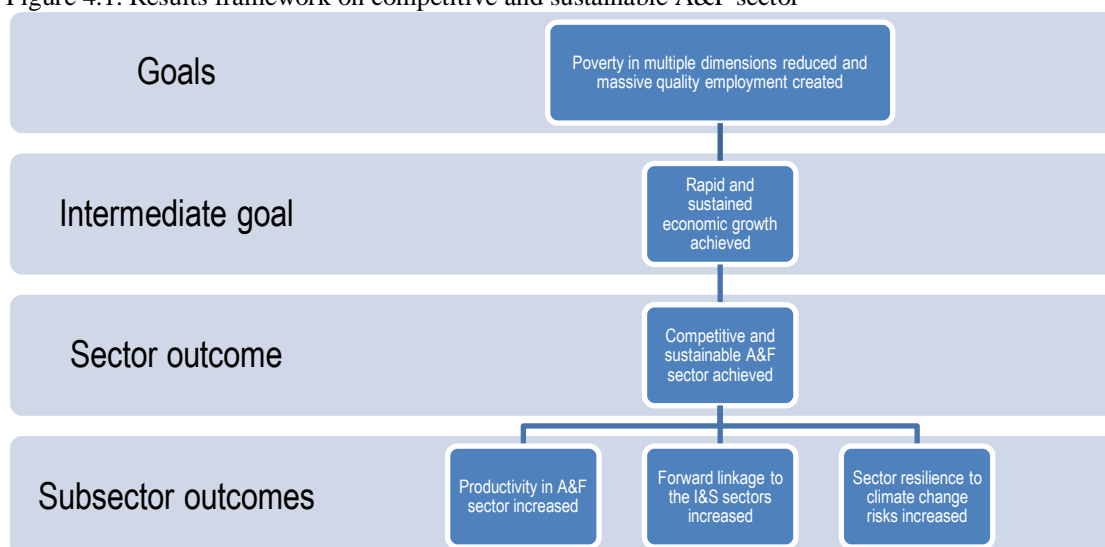 Figure 4.1. Results framework on competitive and sustainable A&F sector
Goals
Poverty in multiple dimensions reduced and
massive quality employment created
Intermediate goal
Rapid and
sustained
economic growth
achieved
Sector outcome
Competitive and
sustainable A&F
sector achieved
Subsector outcomes
Productivity in A&F
sector increased
Forward linkage to
the I&S sectors
increased
Sector resilience to
climate change
risks increased